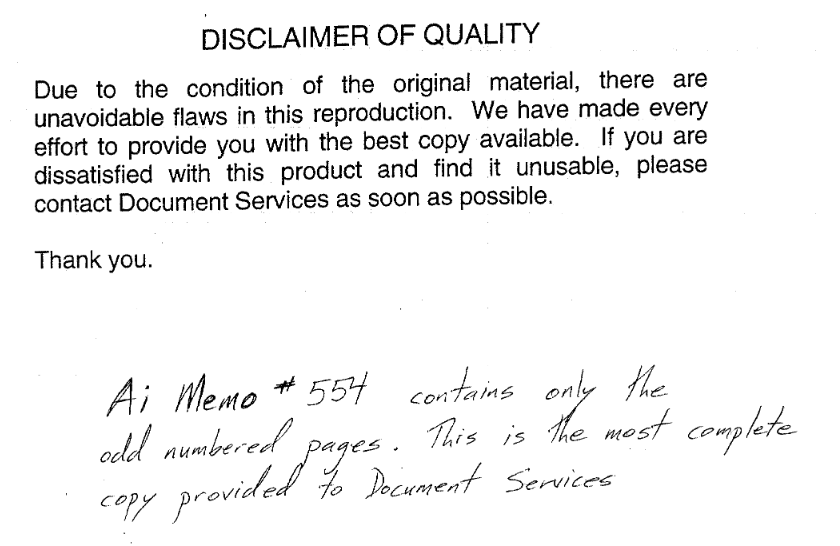 DISCLAIMER OF QUALITY
Due to the condition of the original material, there are
unavoidable flaws in this reproduction. We have made every
effort to provide you with the best copy available. If you are
dissatisfied with this product and find it unusable, please
contact Document Services as soon as possible.
Thank you.
Ai Memo # 554 contains only the
odd numbered pages. This is the most complete
copy provided to Document Services